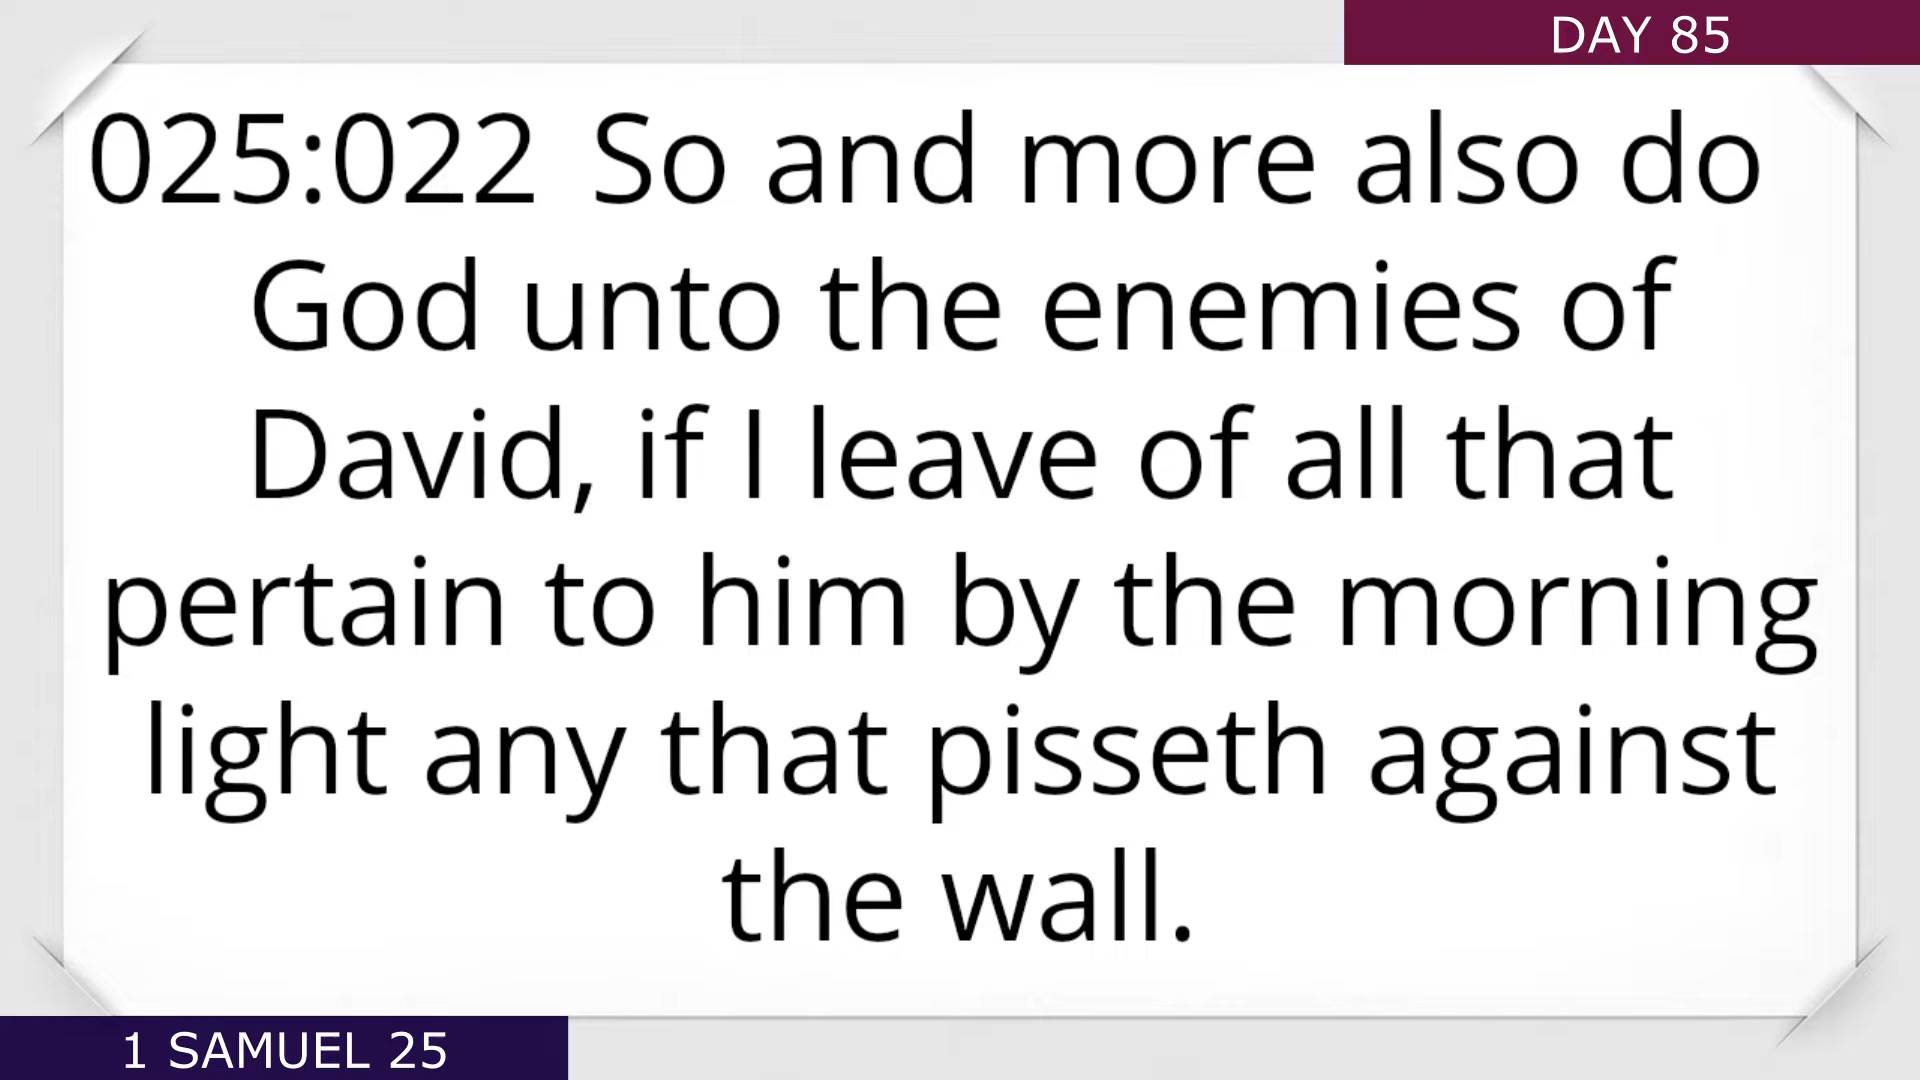 DAY 85
025:022  So and more also do
God unto the enemies of
David, if I leave of all that
pertain to him by the morning
light any that pisseth against
the wall.
1 SAMUEL 25